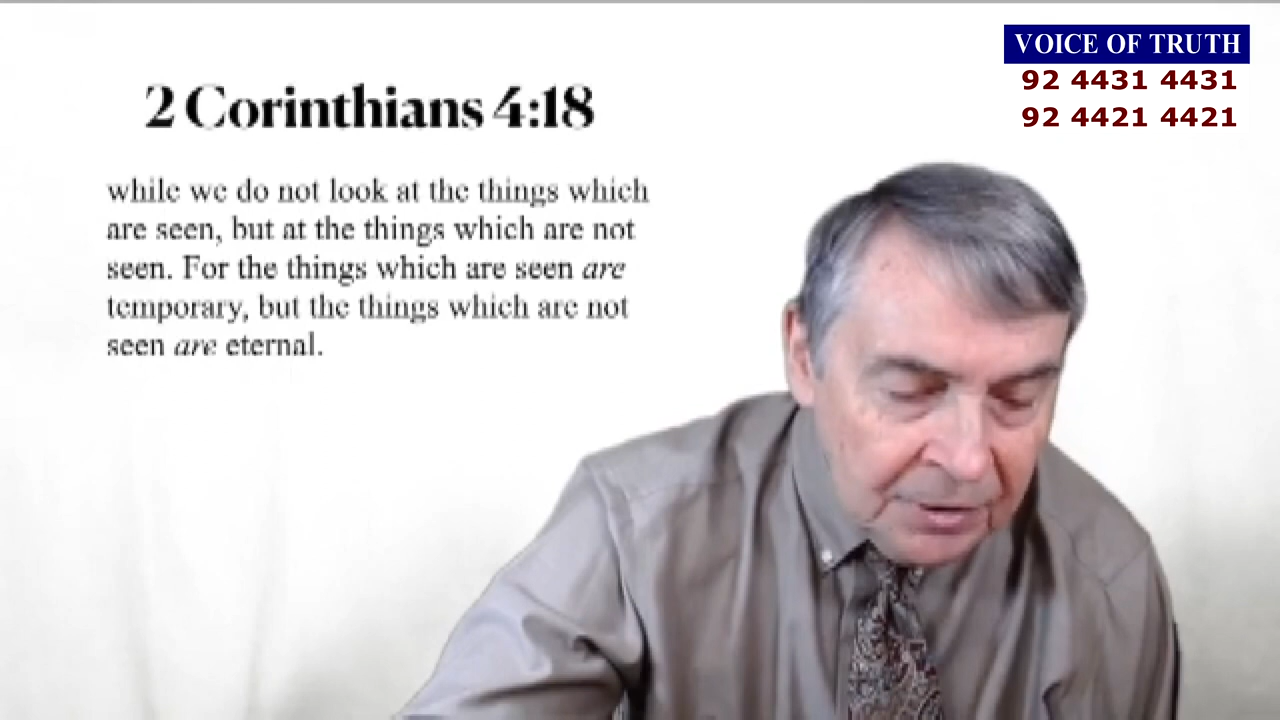 VOICE OF TRUTH
92 4431 4431
92 4421 4421
2 Corinthians 4:18
while we do not look at the things which
are seen, but at the things which are not
seen. For the things which are seen are
temporary, but the things which are not
seen are eternal.